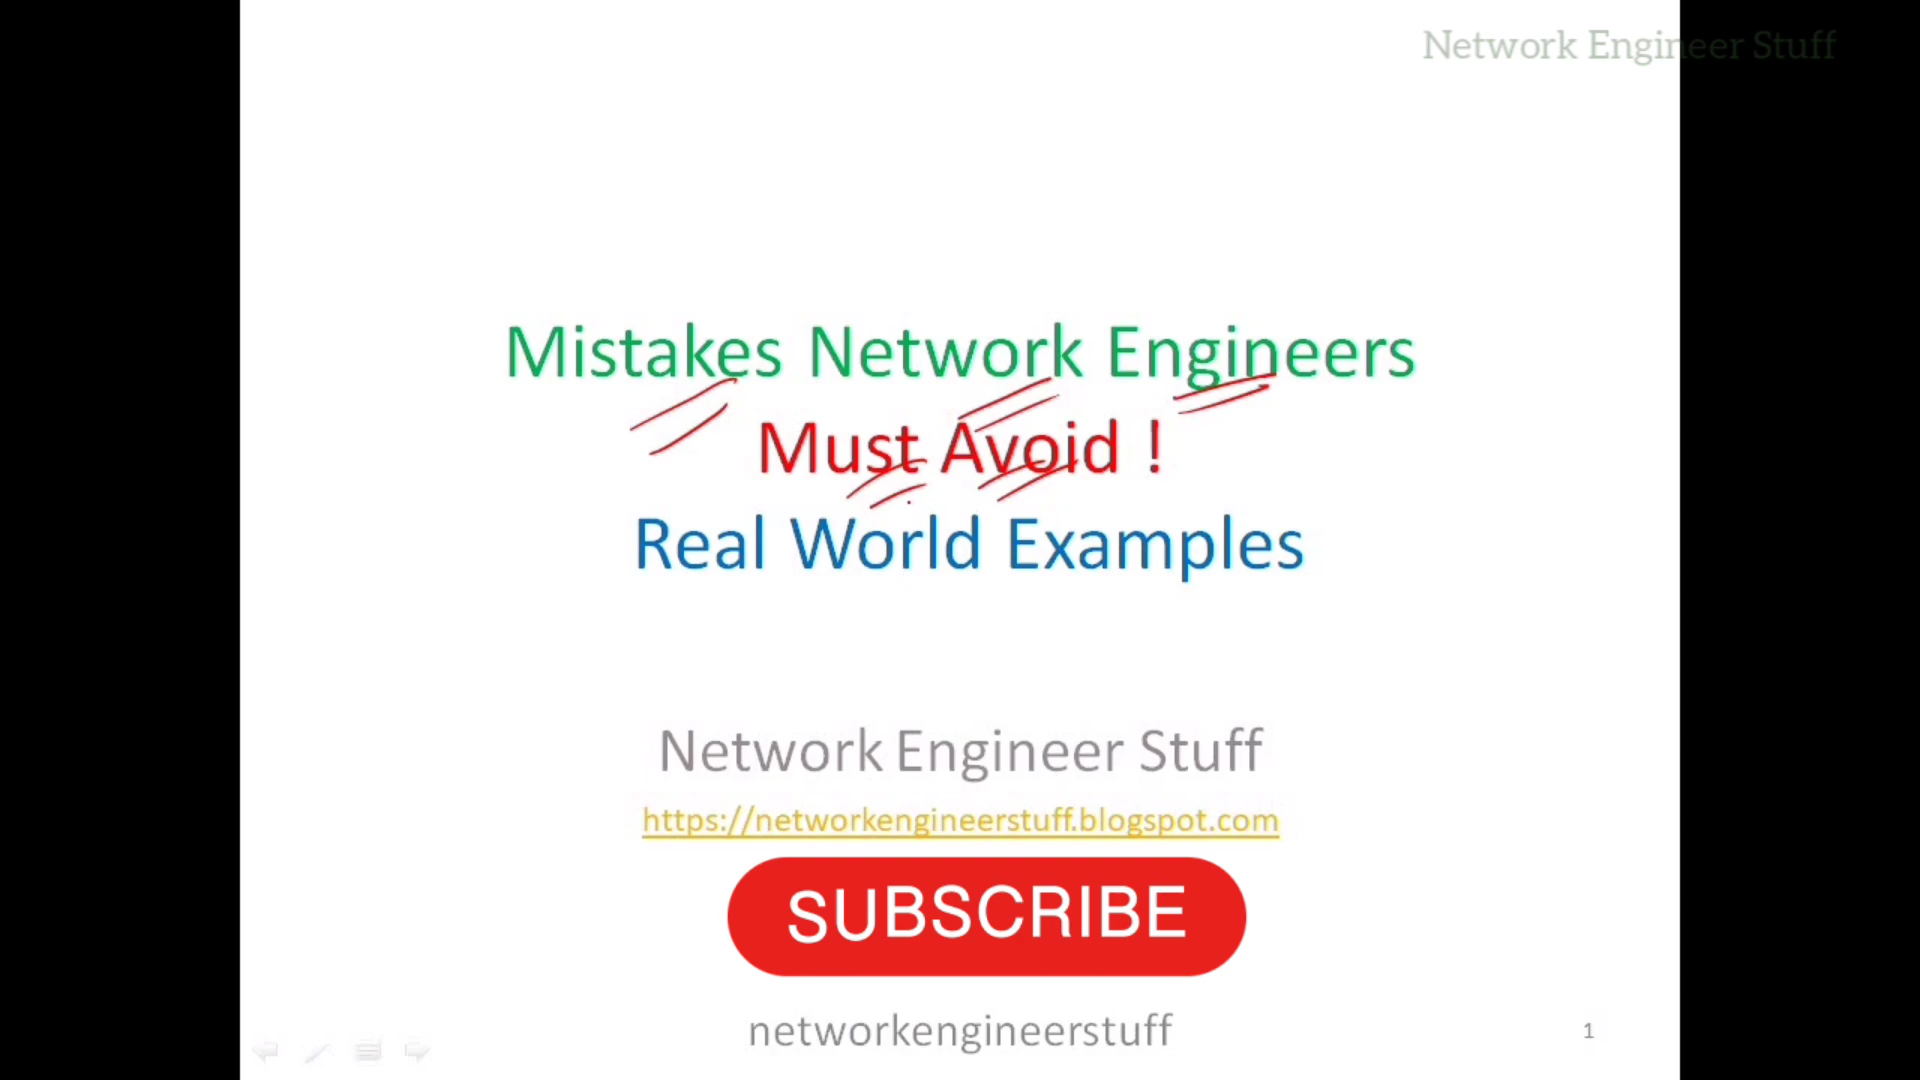 Network Engineer Stuff
Mistakes Network Engineers
Must Avoid !
Real World Examples
Network Engineer Stuff
https://networkengineerstuff.blogspot.com
SUBSCRIBE
networkengineerstuff
1